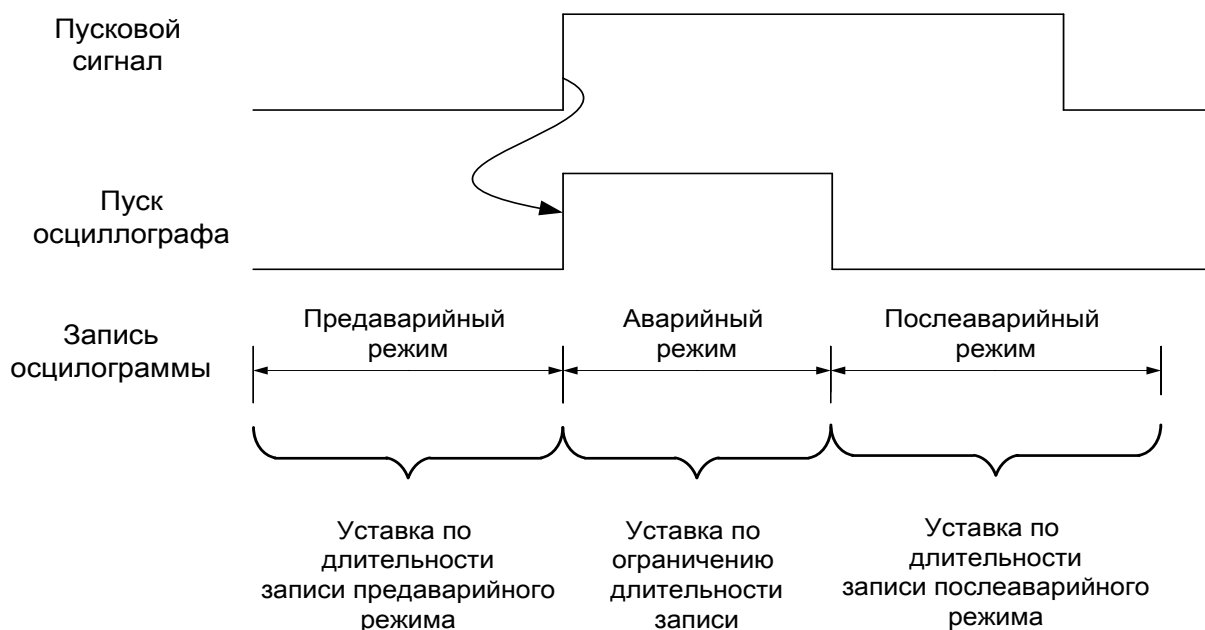 Пусковой
сигнал
Пуск
осциллографа
Запись
осцилограммы
Предаварийный
режим
Аварийный
режим
Послеаварийный
режим
Уставка по
длительности
записи предаварийного
режима
Уставка по
ограничению
длительности
записи
Уставка по
длительности
записи послеаварийного
режима